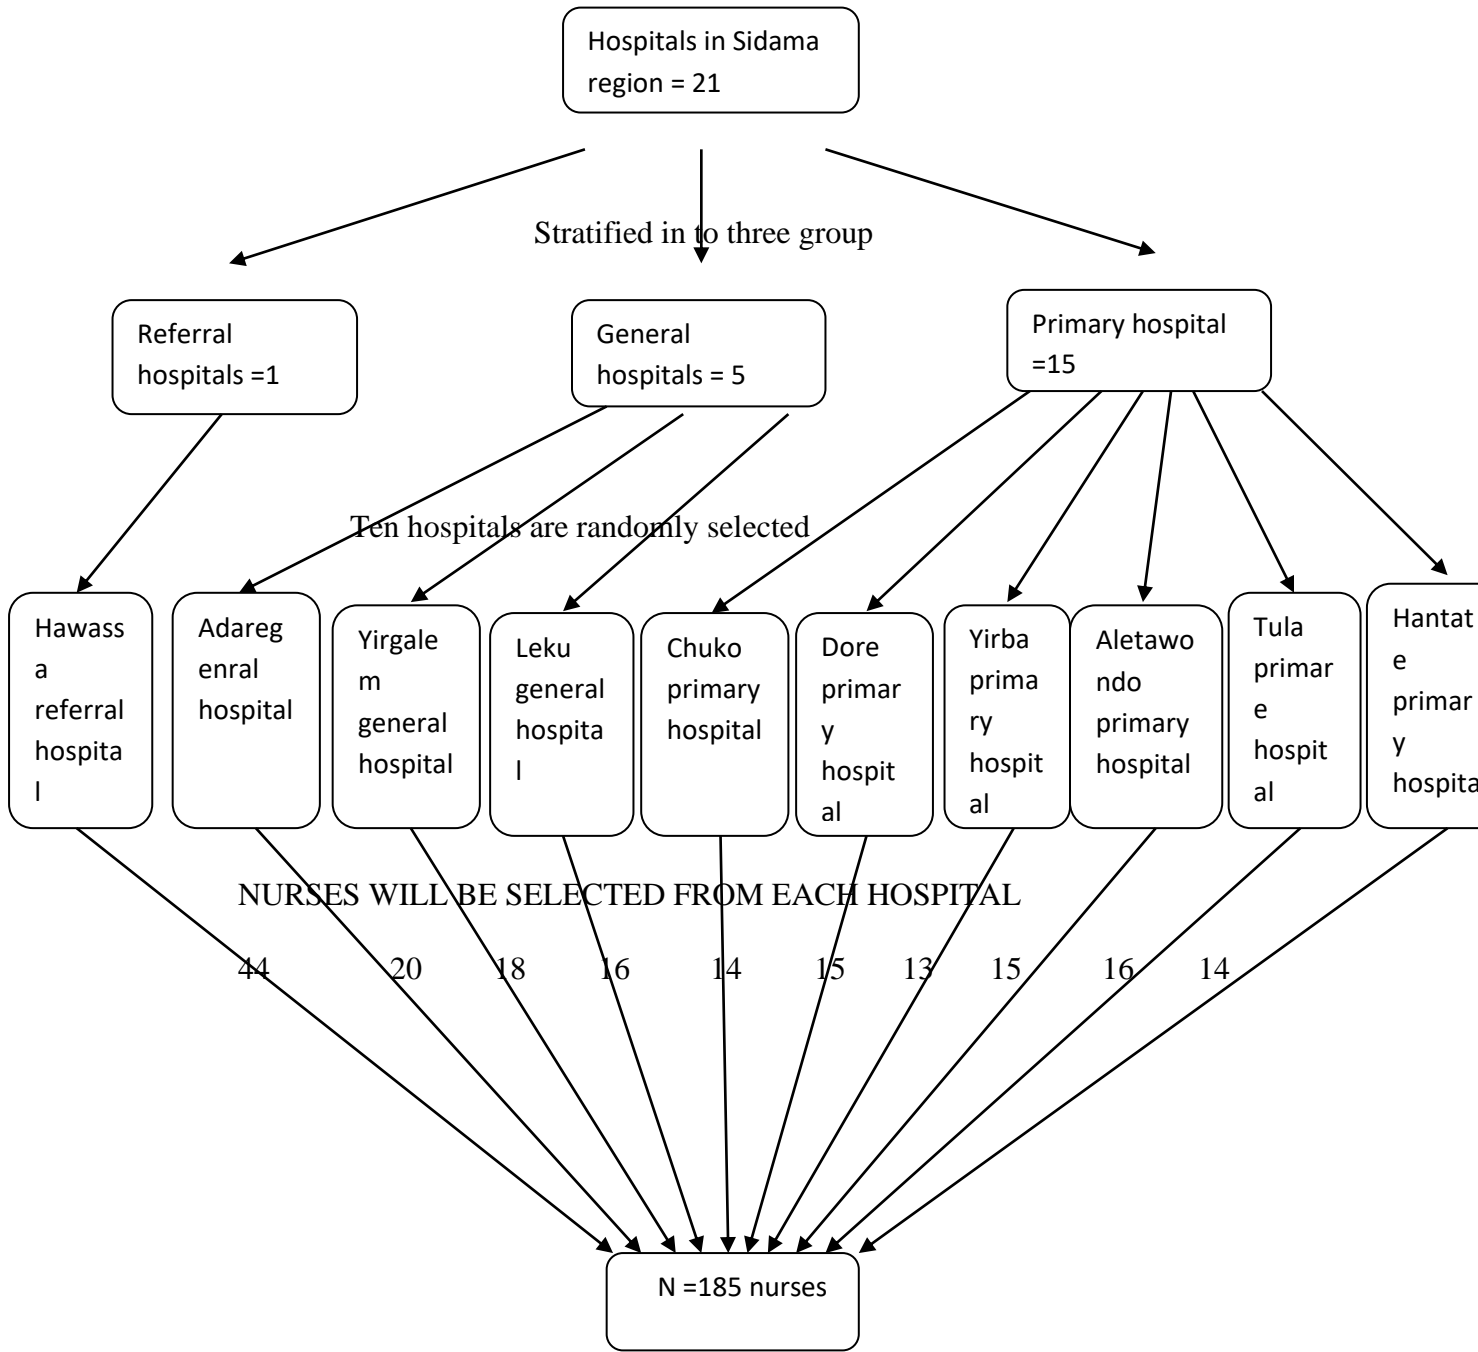 Hospitals in Sidama
region = 21
Stratified in to three group
Referral
hospitals =1
General
hospitals = 5
Primary hospital
=15
Ten hospitals are randomly selected
Hawass
a
referral
hospita
l
Adareg
enral
hospital
Yirgale
m
general
hospital
Leku
general
hospita
l
Chuko
primary
hospital
Dore
primar
y
hospit
al
Yirba
prima
ry
hospit
al
Aletawo
ndo
primary
hospital
Tula
primar
e
hospit
al
Hantat
e
primar
y
hospita
NURSES WILL BE SELECTED FROM EACH HOSPITAL
44 20 18 16 14 15 13 15 16 14
N =185 nurses